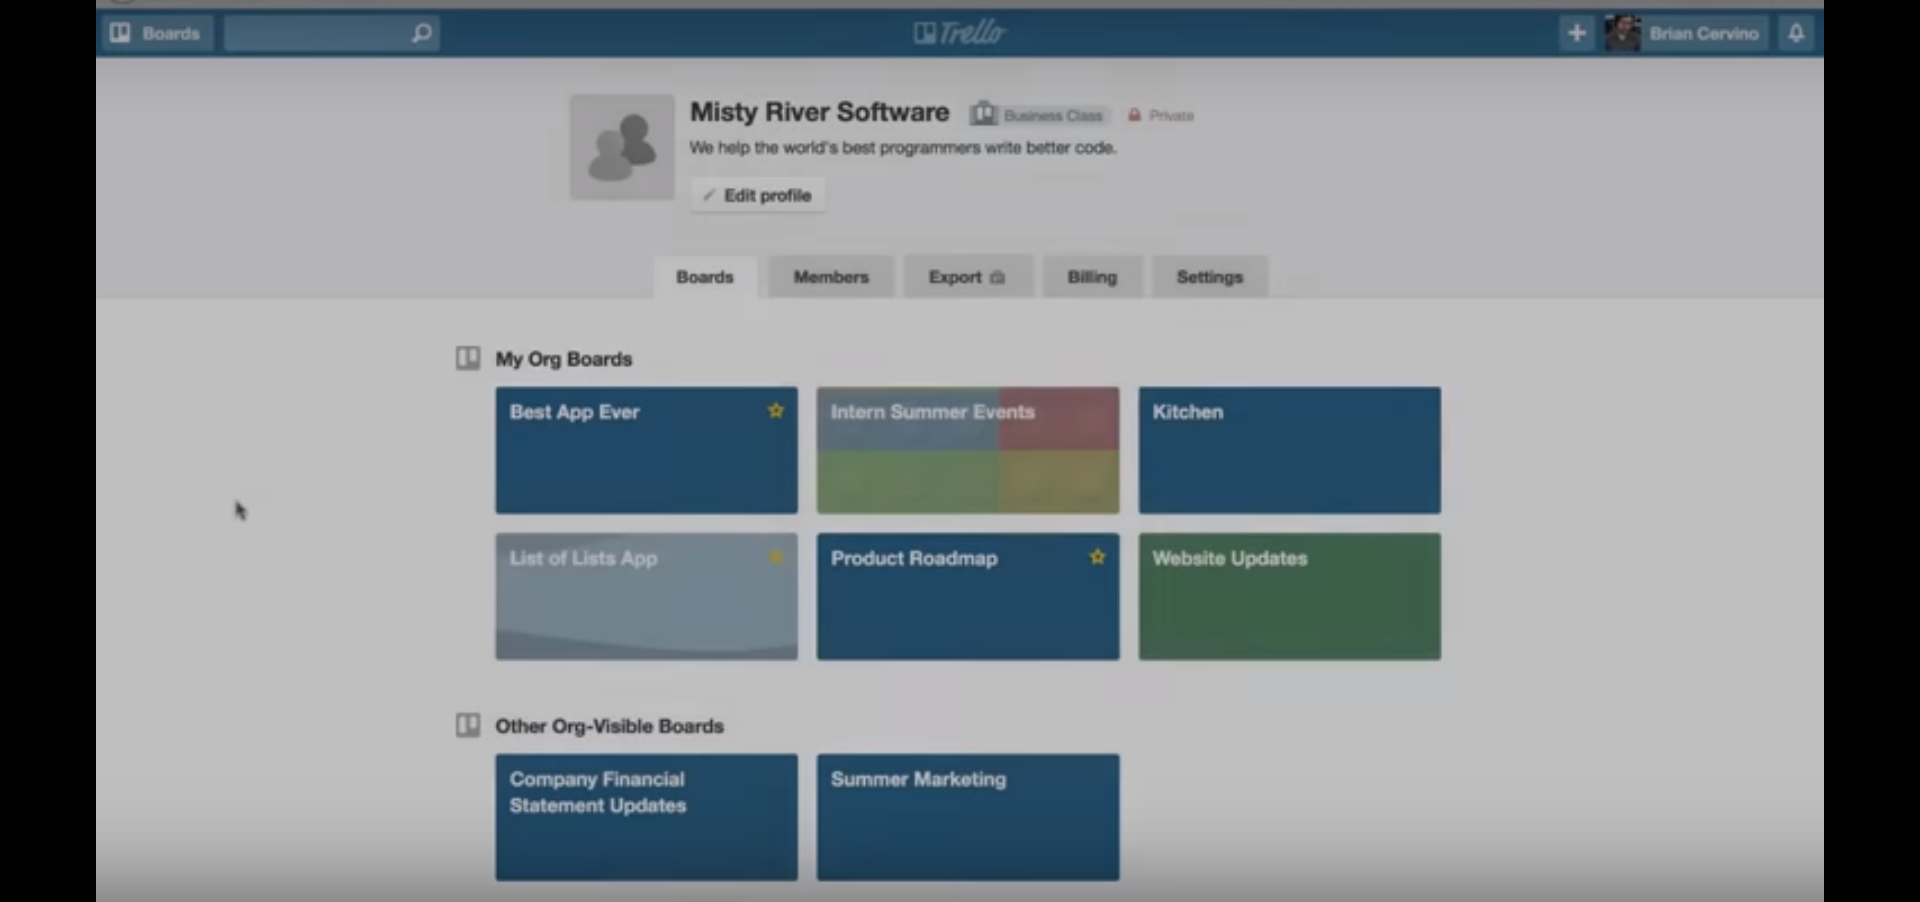 Boards
Trello
Brian Cervino
Misty River Software
Business Class
Private
We help the world's best programmers write better code.
Edit profile
Boards
Members
Export
Billing
Settings
My Org Boards
Best App Ever
Intern Summer Events
Kitchen
List of Lists App
Product Roadmap
Website Updates
Other Org-Visible Boards
Company Financial
Statement Updates
Summer Marketing